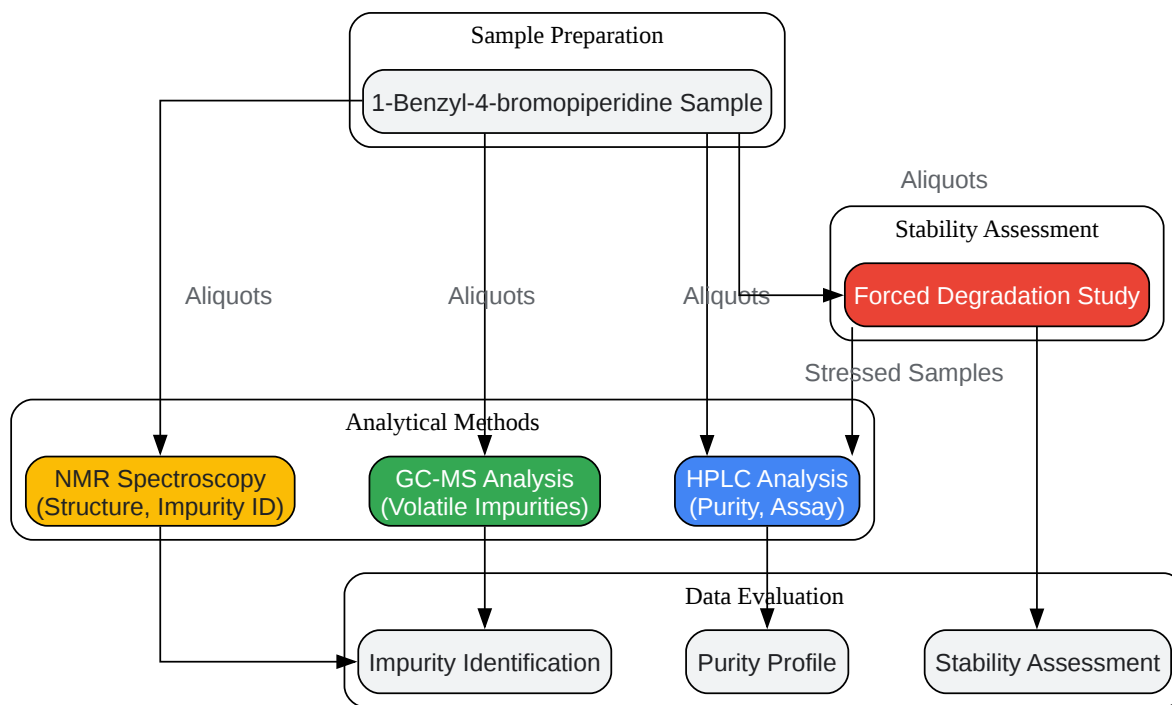 Sample Preparation
1-Benzyl-4-bromopiperidine Sample
Aliquots
Stability Assessment
Aliquots
Aliquots
Aliquots
Forced Degradation Study
Stressed Samples
Analytical Methods
NMR Spectroscopy
(Structure, Impurity ID)
GC-MS Analysis
(Volatile Impurities)
HPLC Analysis
(Purity, Assay)
Data Evaluation
Impurity Identification
Purity Profile
Stability Assessment